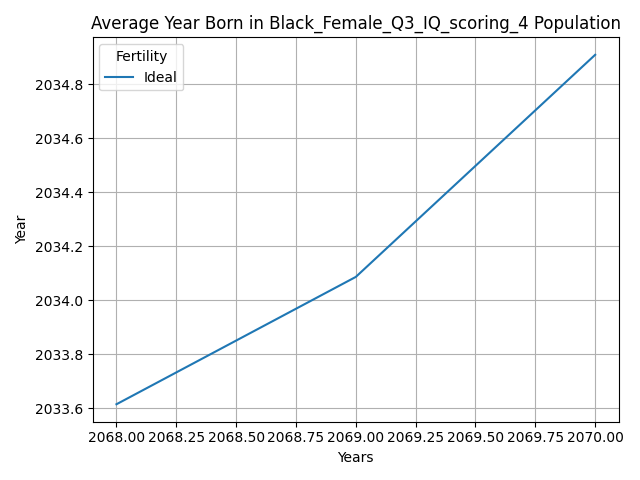 Average Year Born in Black_Female_Q3_IQ_scoring_4 Population
Fertility
Ideal
2034.8
2034.6
2034.4
2034.2
2034.0
2033.8
2033.6
Year
2068.00 2068.25 2068.50 2068.75 2069.00 2069.25 2069.50 2069.75 2070.00
Years